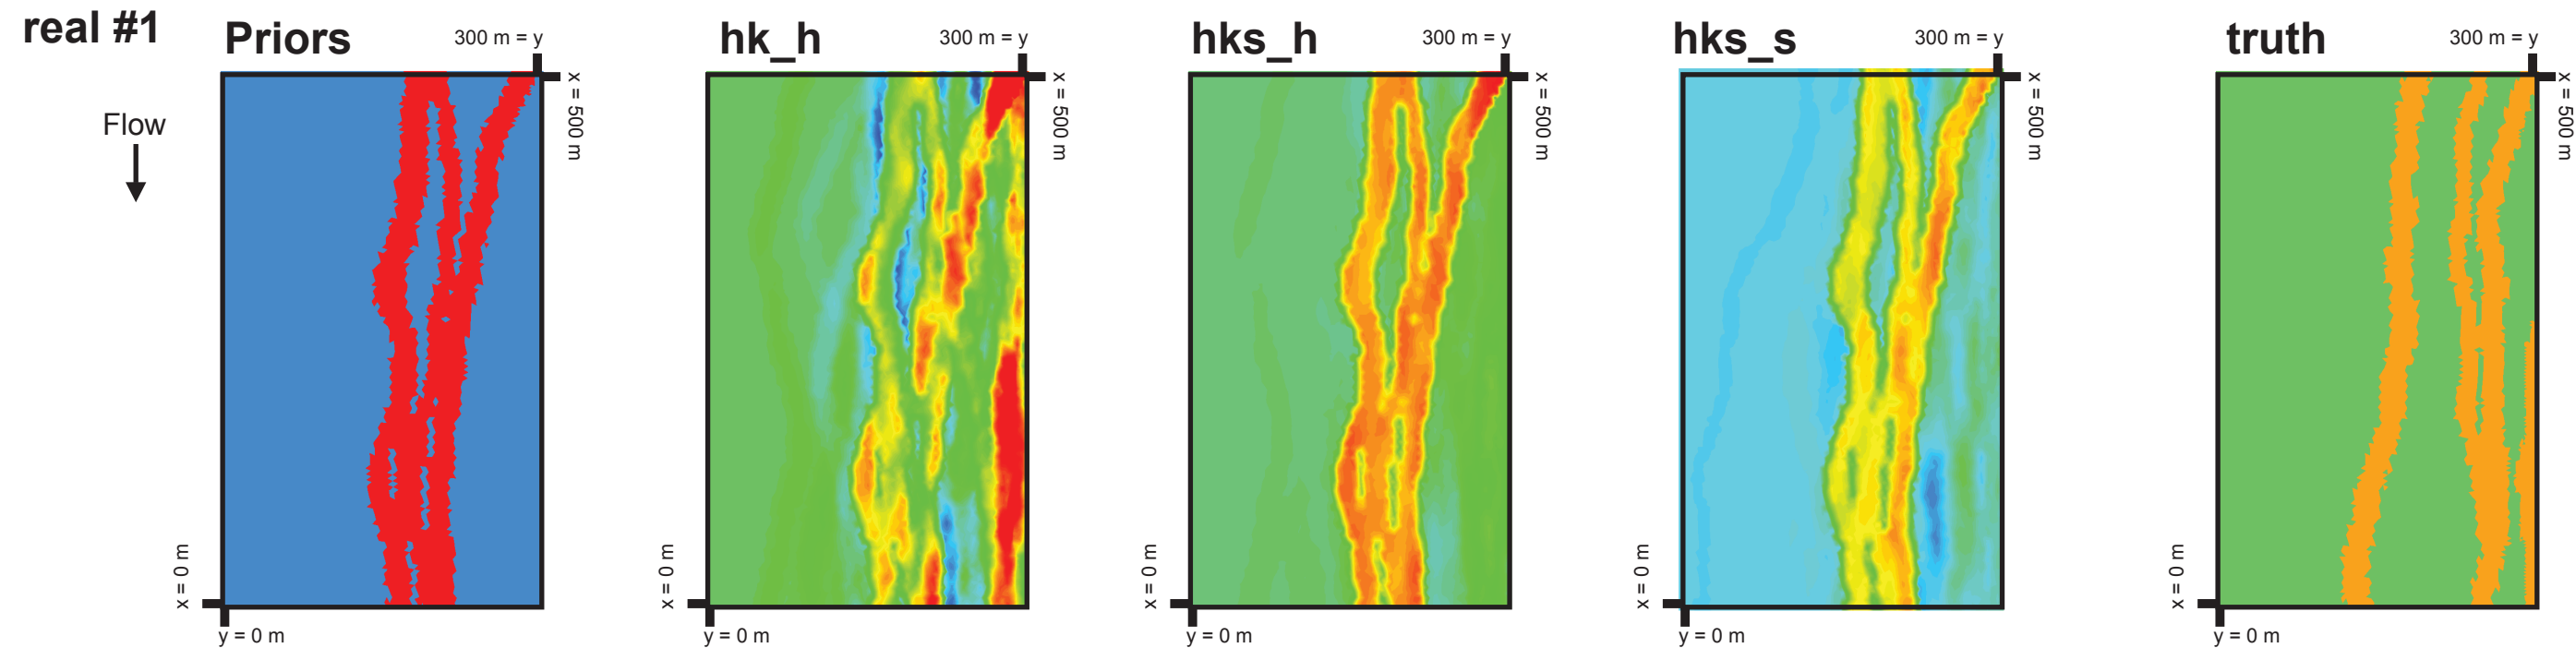 real #1
Flow
Priors
300 m = y
x = 500 m
x = 0 m
y = 0 m
hk_h
300 m = y
x = 500 m
x = 0 m
y = 0 m
hks_h
300 m = y
x = 500 m
x = 0 m
y = 0 m
hks_s
300 m = y
x = 500 m
x = 0 m
y = 0 m
truth
300 m = y
x = 500 m
x = 0 m
y = 0 m